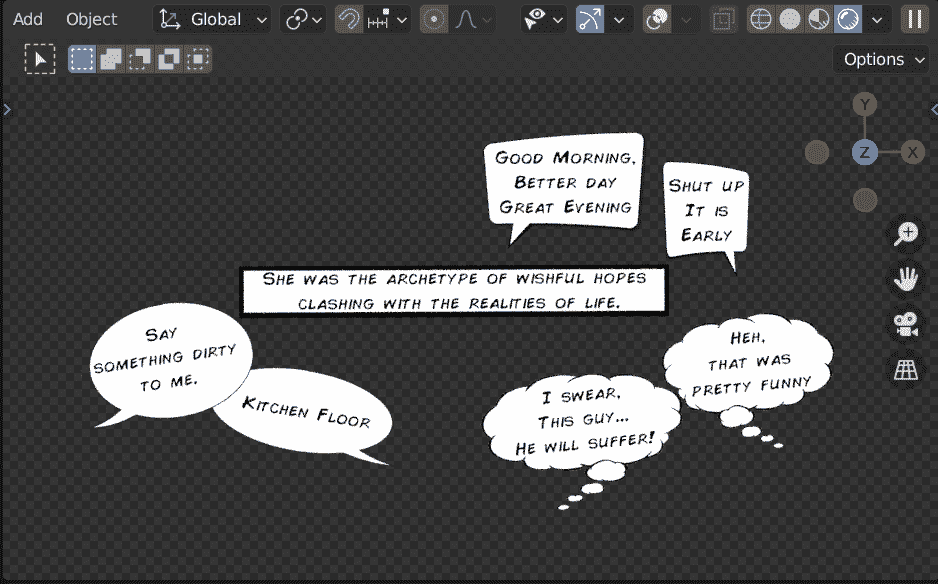 Add Object Global
Options
Y
Z X
Good Morning,
Better day
Great Evening
Shut up
It is
Early
She was the archetype of wishful hopes
clashing with the realities of life.
Say
something dirty
to me.
Kitchen Floor
I swear,
This guy...
He will suffer!
Heh,
that was
pretty funny